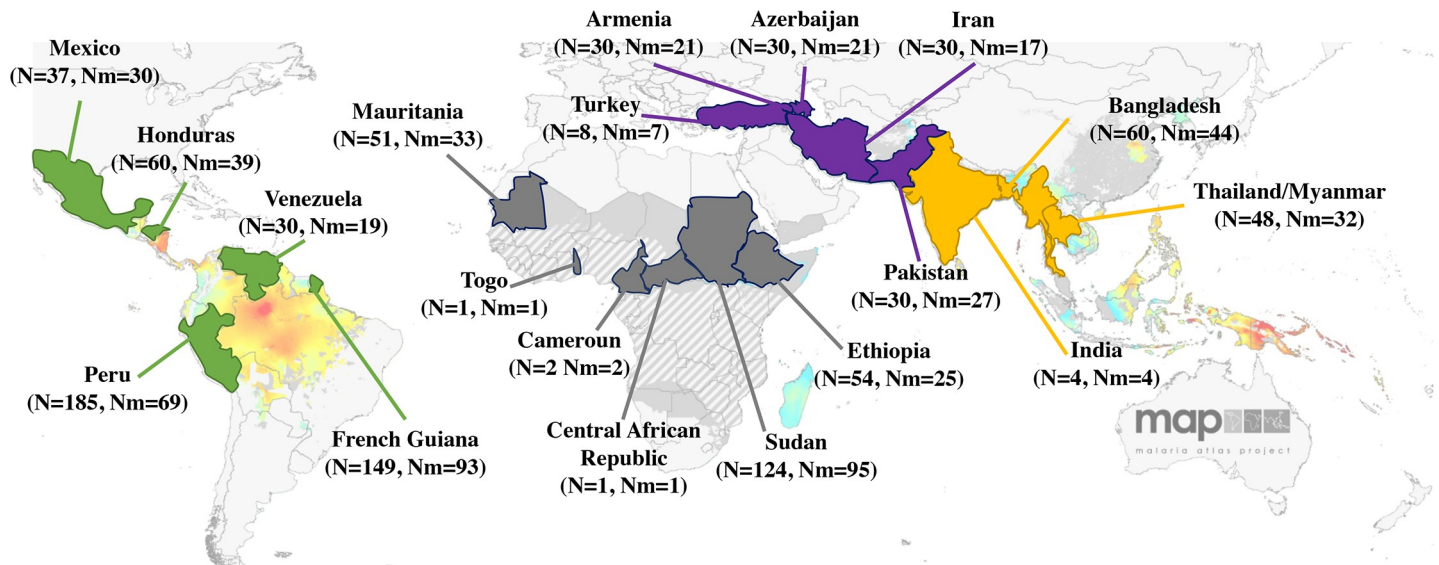 Mexico
(N=37, Nm=30)
Honduras
(N=60, Nm=39)
Venezuela
(N=30, Nm=19)
Peru
(N=185, Nm=69)
French Guiana
(N=149, Nm=93)
Mauritania
(N=51, Nm=33)
Togo
(N=1, Nm=1)
Cameroun
(N=2 Nm=2)
Central African
Republic
(N=1, Nm=1)
Sudan
(N=124, Nm=95)
Ethiopia
(N=54, Nm=25)
Turkey
(N=8, Nm=7)
Armenia
(N=30, Nm=21)
Azerbaijan
(N=30, Nm=21)
Iran
(N=30, Nm=17)
Pakistan
(N=30, Nm=27)
Bangladesh
(N=60, Nm=44)
Thailand/Myanmar
(N=48, Nm=32)
India
(N=4, Nm=4)
map
malaria atlas project